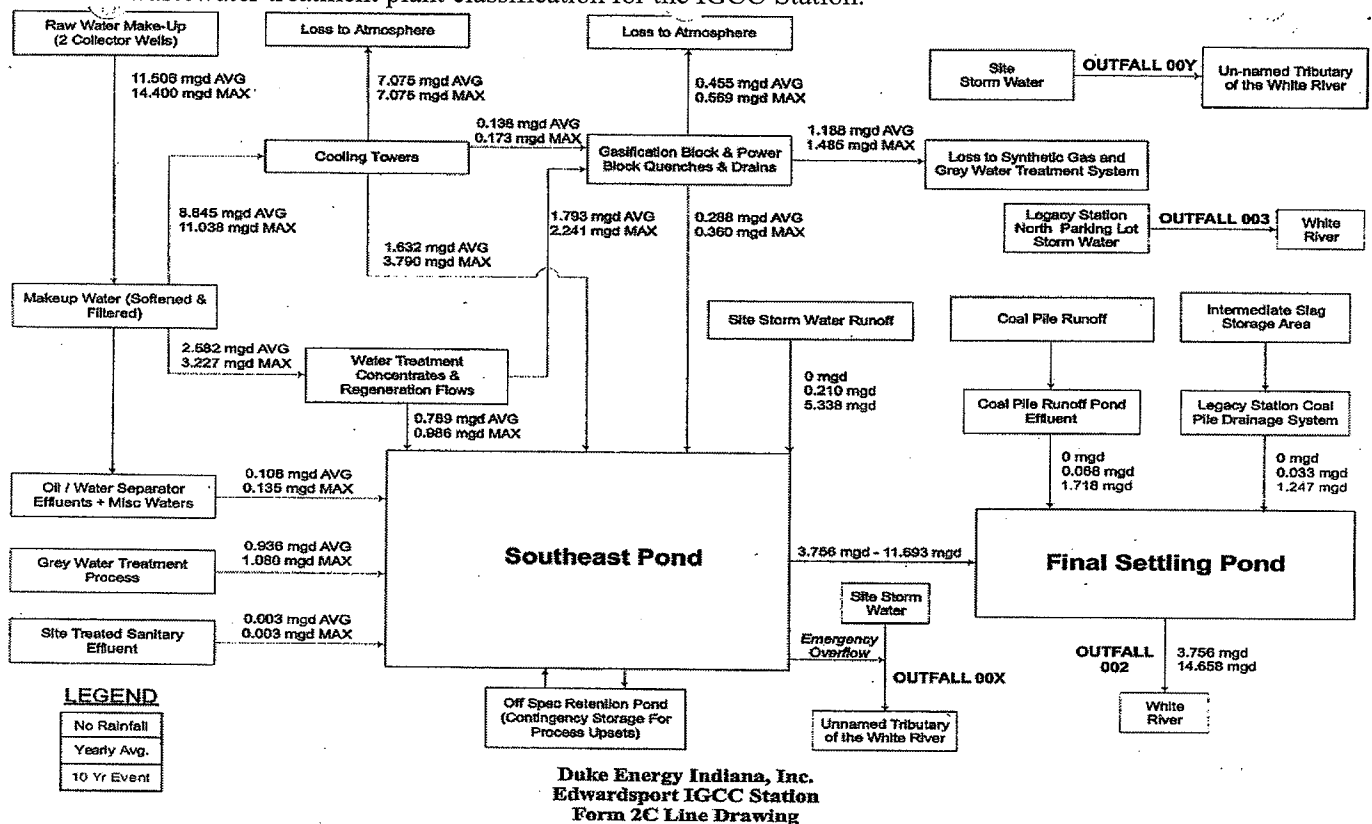 wastewater treatment plant classification for the IGCC Station.
Raw Water Make-Up
(2 Collector Wells)
Loss to Atmosphere
Loss to Atmosphere
11.506 mgd AVG
14.400 mgd MAX
7.075 mgd AVG
7.075 mgd MAX
0.455 mgd AVG
0.569 mgd MAX
Site
Storm Water
OUTFALL 00Y
Un-named Tributary
of the White River
Cooling Towers
0.138 mgd AVG
0.173 mgd MAX
Gasification Block & Power
Block Quenches & Drains
1.188 mgd AVG
1.485 mgd MAX
Loss to Synthetic Gas and
Grey Water Treatment System
8.845 mgd AVG
11.038 mgd MAX
1.632 mgd AVG
3.790 mgd MAX
1.793 mgd AVG
2.241 mgd MAX
0.288 mgd AVG
0.360 mgd MAX
Legacy Station
North Parking Lot
Storm Water
OUTFALL 003
White
River
Makeup Water (Softened &
Filtered)
2.582 mgd AVG
3.227 mgd MAX
Water Treatment
Concentrates &
Regeneration Flows
0.789 mgd AVG
0.986 mgd MAX
Site Storm Water Runoff
0 mgd
0.210 mgd
5.338 mgd
Coal Pile Runoff
Intermediate Slag
Storage Area
Coal Pile Runoff Pond
Effluent
Legacy Station Coal
Pile Drainage System
0 mgd
0.068 mgd
1.718 mgd
0 mgd
0.033 mgd
1.247 mgd
Oil / Water Separator
Effluents + Misc Waters
0.108 mgd AVG
0.135 mgd MAX
Grey Water Treatment
Process
0.936 mgd AVG
1.080 mgd MAX
Site Treated Sanitary
Effluent
0.003 mgd AVG
0.003 mgd MAX
Southeast Pond
3.756 mgd - 11.693 mgd
Final Settling Pond
Site Storm
Water
Emergency
Overflow
OUTFALL 00X
Unnamed Tributary
of the White River
OUTFALL
002
3.756 mgd
14.658 mgd
White
River
Off Spec Retention Pond
(Contingency Storage For
Process Upsets)
LEGEND
No Rainfall
Yearly Avg.
10 Yr Event
Duke Energy Indiana, Inc.
Edwardsport IGCC Station
Form 2C Line Drawing